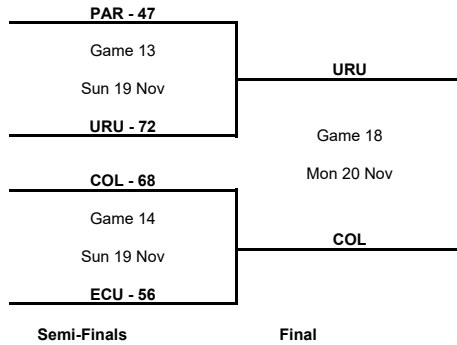 PAR - 47
Game 13
Sun 19 Nov
URU - 72
URU
Game 18
Mon 20 Nov
COL - 68
Game 14
Sun 19 Nov
ECU - 56
COL
Semi-Finals
Final